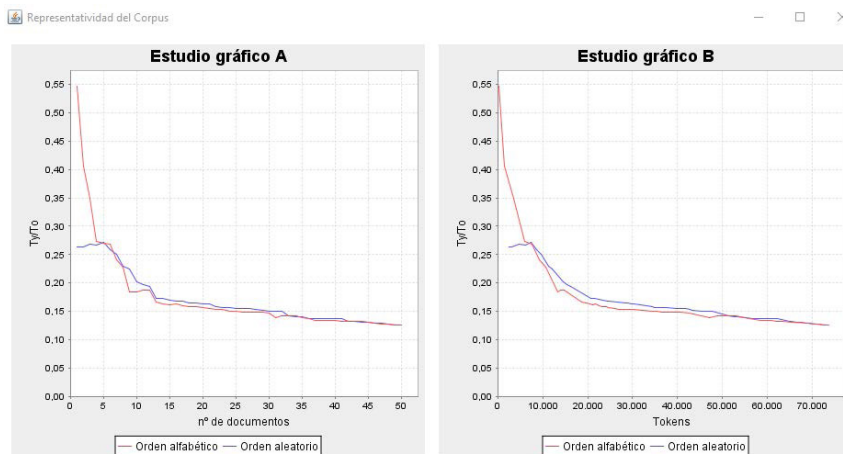 Representatividad del Corpus
Estudio gráfico A
Ty/To
0,55
0,50
0,45
0,40
0,35
0,30
0,25
0,20
0,15
0,10
0,05
0,00
0 5 10 15 20 25 30 35 40 45 50
nº de documentos
Orden alfabético Orden aleatorio
Estudio gráfico B
Ty/To
0,55
0,50
0,45
0,40
0,35
0,30
0,25
0,20
0,15
0,10
0,05
0,00
0 10.000 20.000 30.000 40.000 50.000 60.000 70.000
Tokens
Orden alfabético Orden aleatorio